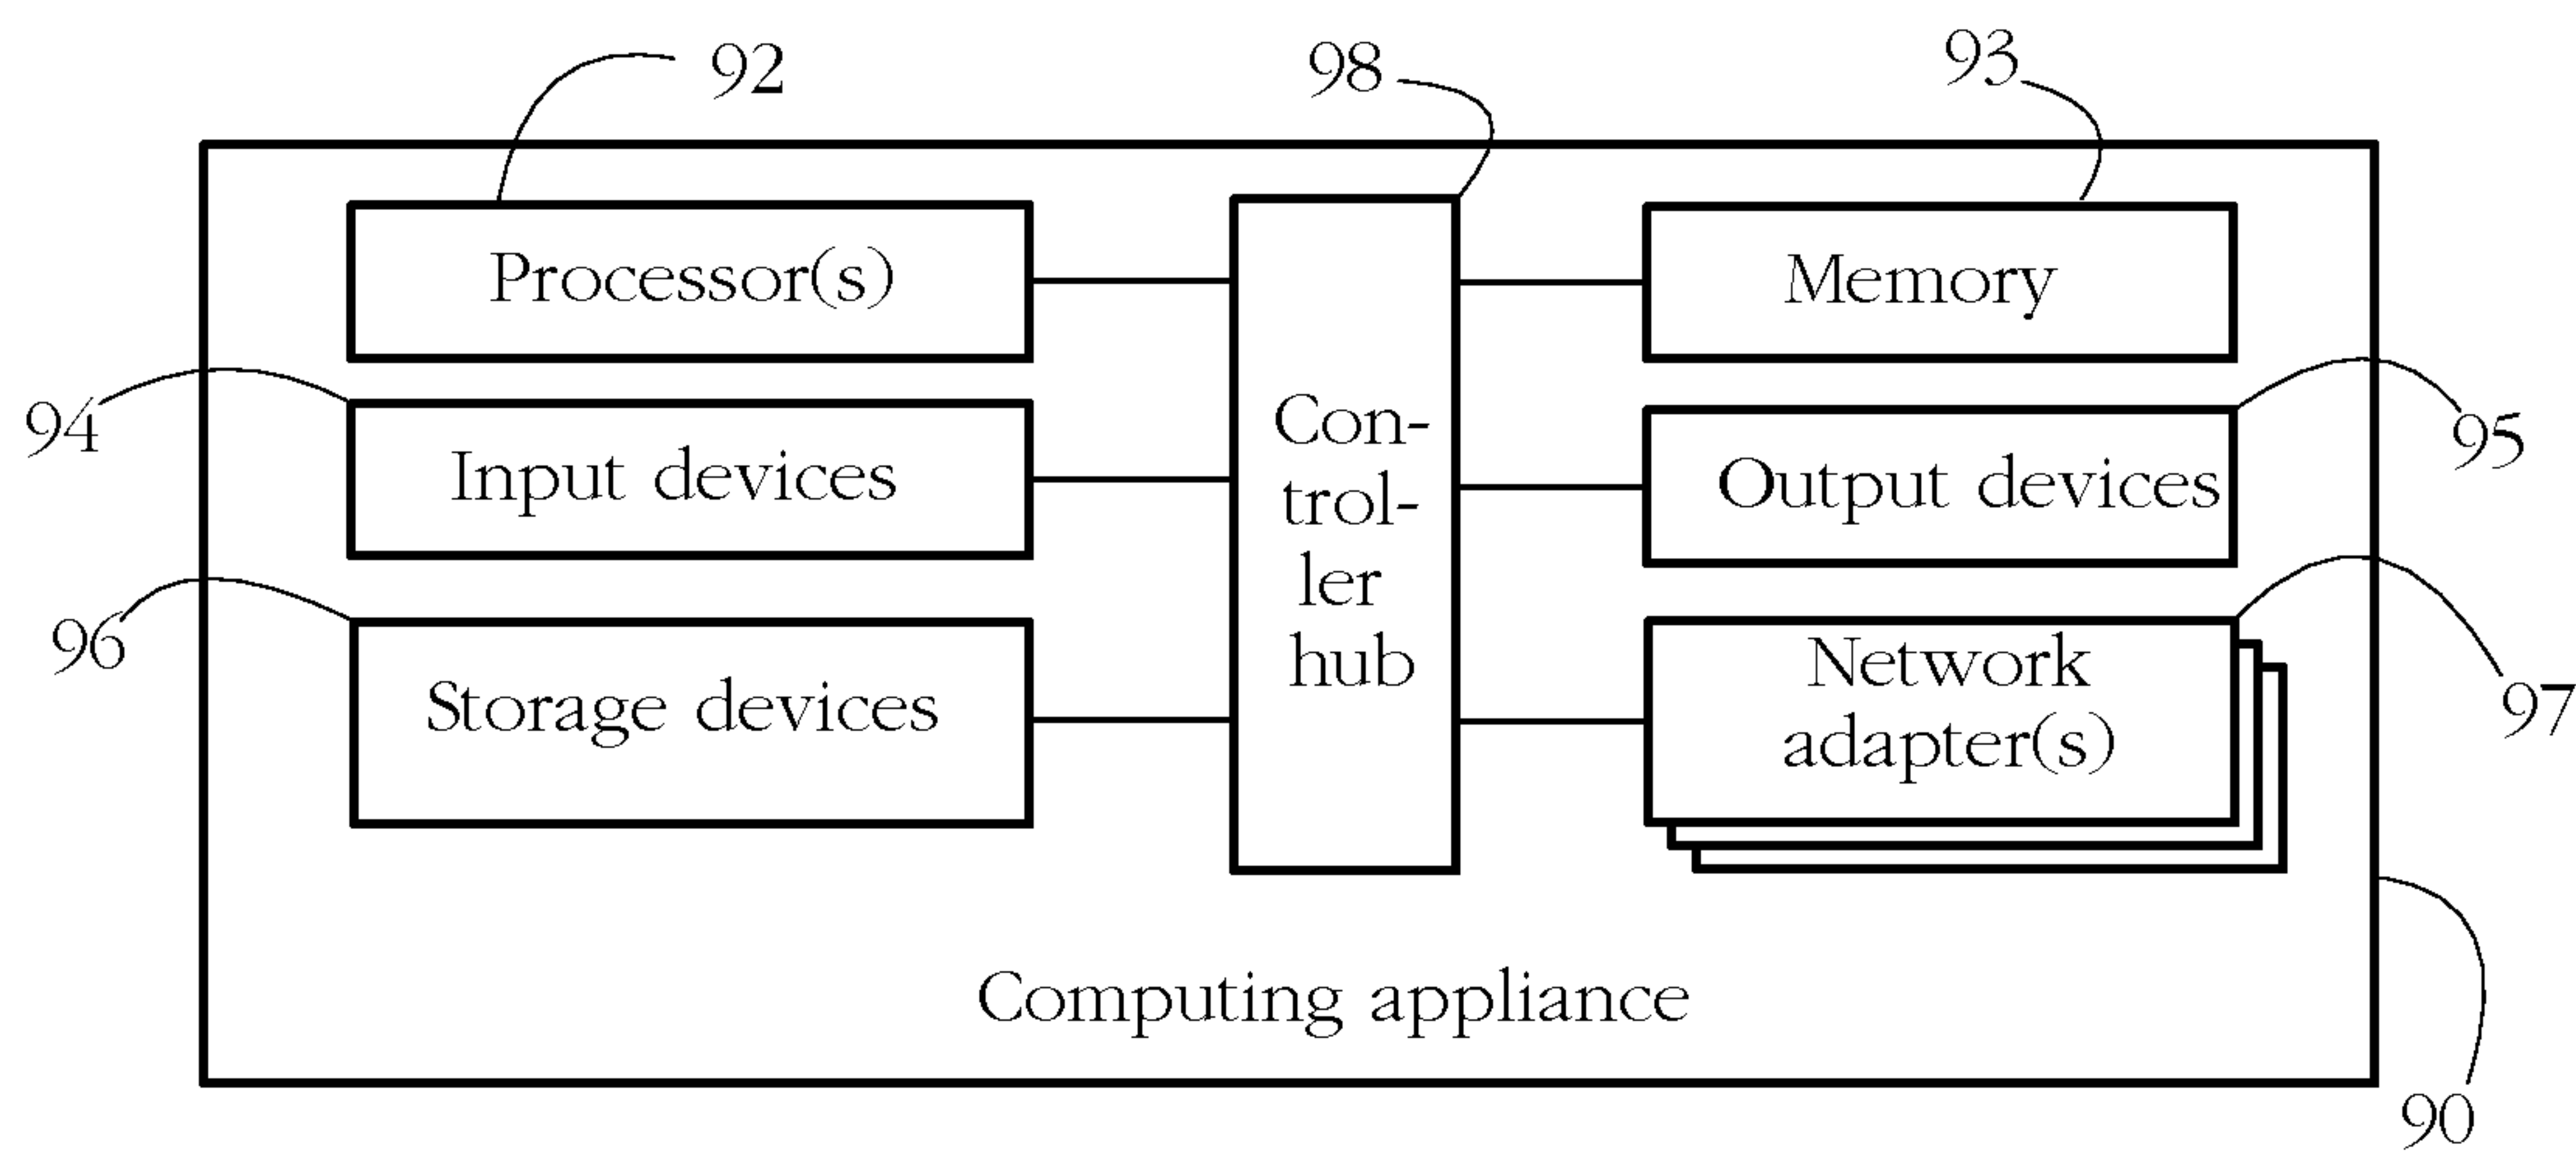 92
98
93
Processor(s)
Memory
94
Input devices
Con-
trol-
ler
hub
Output devices
95
96
Storage devices
Network
adapter(s)
97
Computing appliance
90